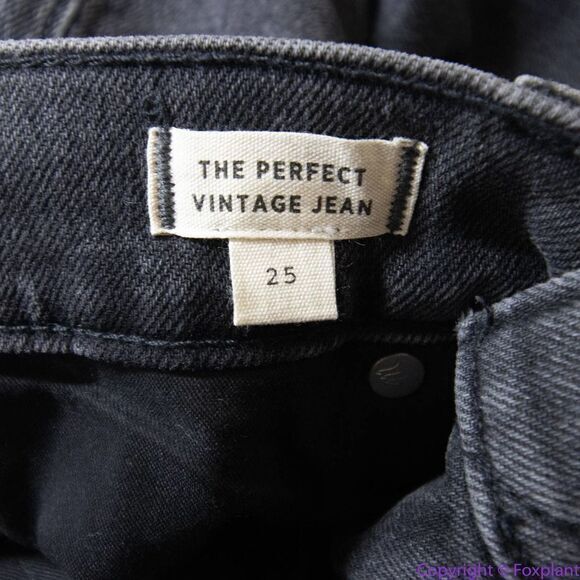 THE PERFECT
VINTAGE JEAN
25
Copyright © Foxplant